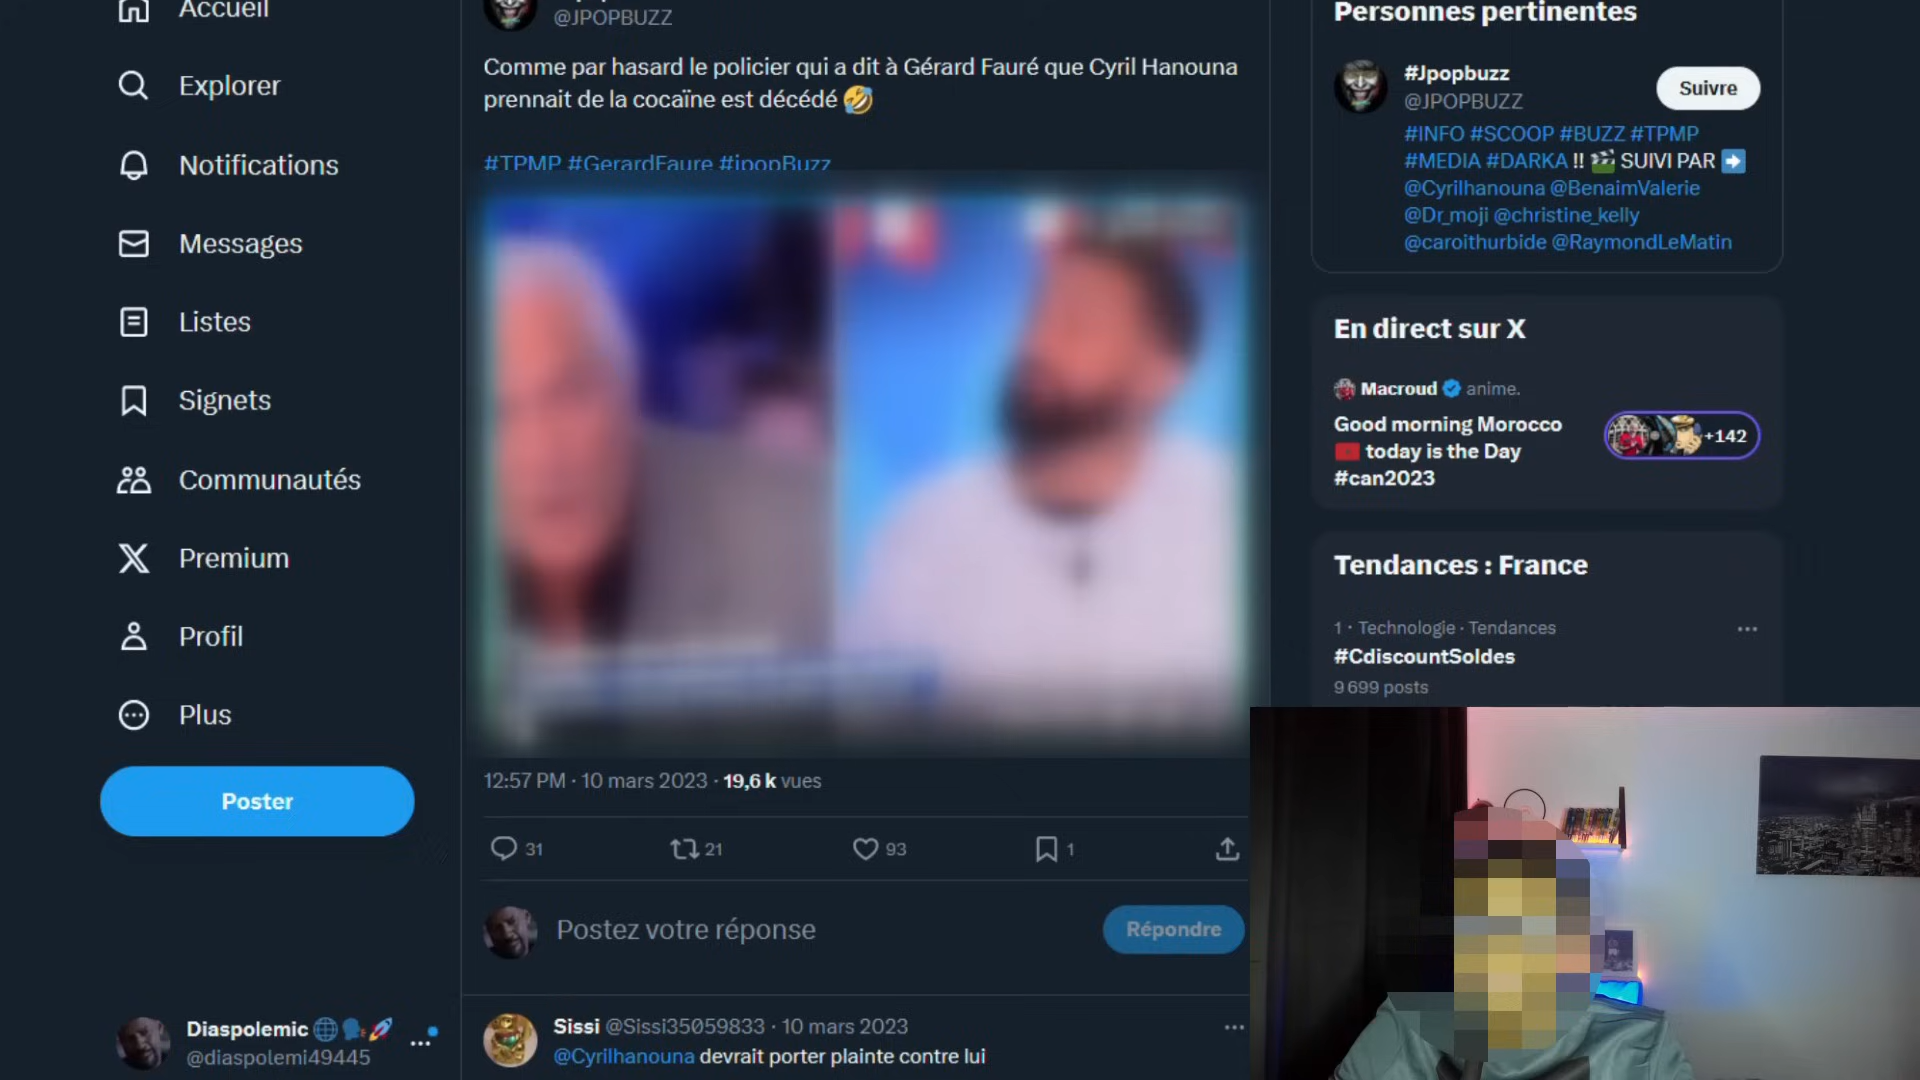 Accueil
Explorer
Notifications
Messages
Listes
Signets
Communautés
Premium
Profil
Plus
Poster
Diaspolemic
@diaspolemi49445
@JPOPBUZZ
Comme par hasard le policier qui a dit à Gérard Fauré que Cyril Hanouna
prennait de la cocaïne est décédé 🤣
#TPMP #GerardFaure #jpopBuzz
12:57 PM · 10 mars 2023 · 19,6 k vues
31
21
93
1
Postez votre réponse
Répondre
Sissi @Sissi35059833 · 10 mars 2023
@Cyrilhanouna devrait porter plainte contre lui
Personnes pertinentes
#Jpopbuzz
@JPOPBUZZ
Suivre
#INFO #SCOOP #BUZZ #TPMP
#MEDIA #DARKA !! 🎬 SUIVI PAR ➡️
@Cyrilhanouna @BenaimValerie
@Dr_moji @christine_kelly
@caroithurbide @RaymondLeMatin
En direct sur X
Macroud anime.
Good morning Morocco
🇲🇦 today is the Day
#can2023
+142
Tendances : France
1 · Technologie · Tendances
#CdiscountSoldes
9 699 posts